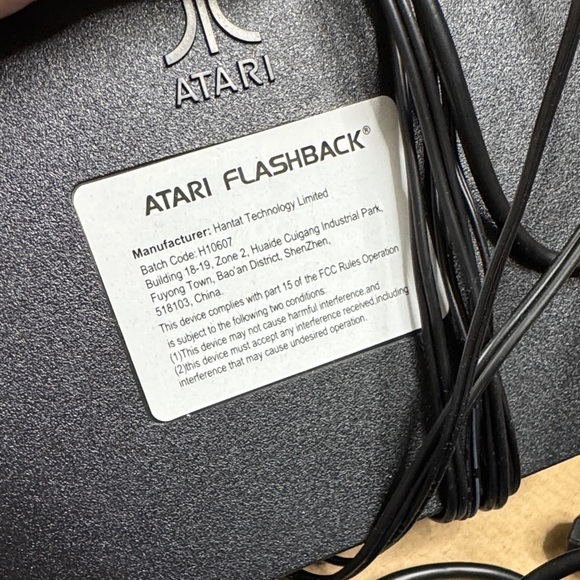 ATARI
ATARI FLASHBACK®
Manufacturer: Hantat Technology Limited
Batch Code: H10607
Building 18-19, Zone 2, Huaide Cuigang Industrial Park,
Fuyong Town, Bao'an District, ShenZhen,
518103, China.
This device complies with part 15 of the FCC Rules Operation
is subject to the following two conditions:
(1)This device may not cause harmful interference,and
(2)this device must accept any interference received,including
interference that may cause undesired operation.